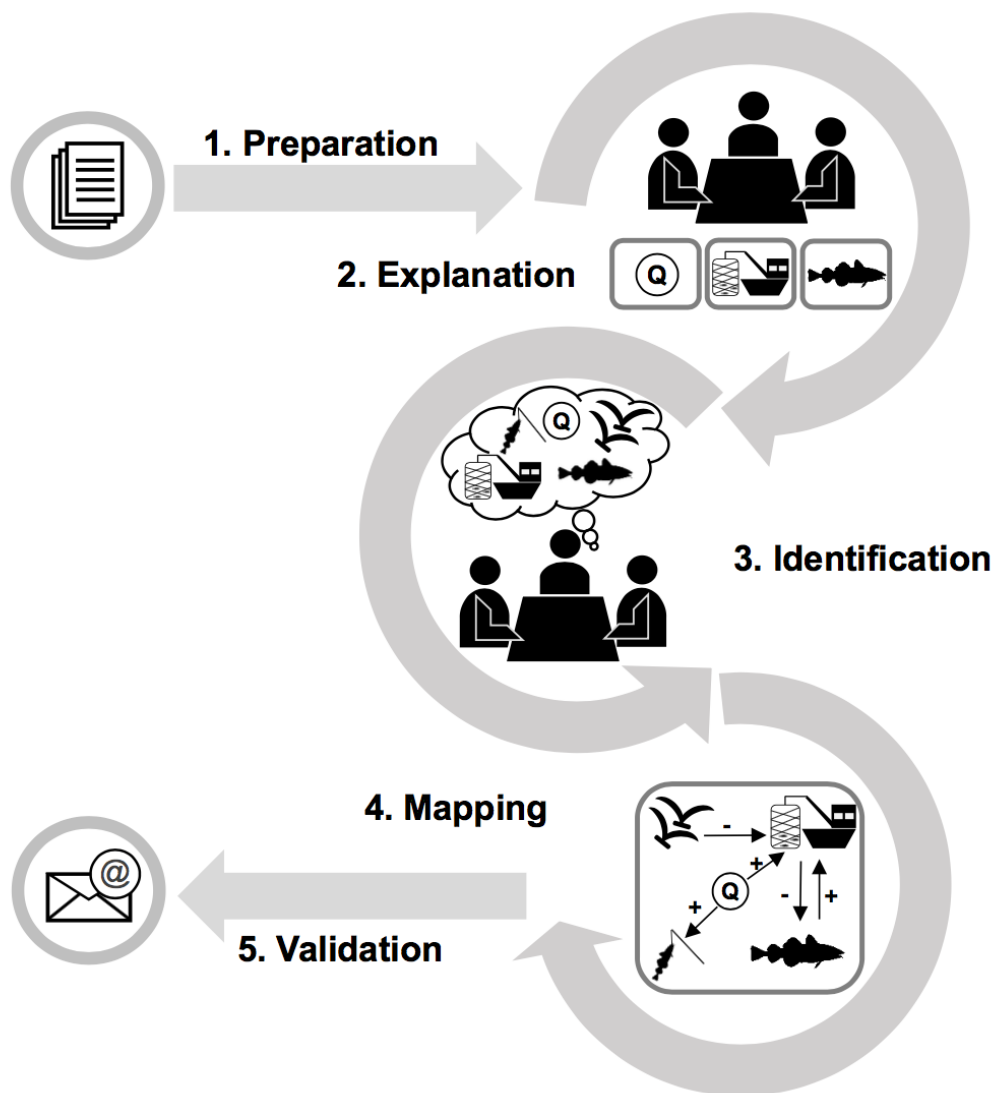 1. Preparation
2. Explanation
Q
Q
3. Identification
4. Mapping
-
+
Q
+
-
+
@
5. Validation